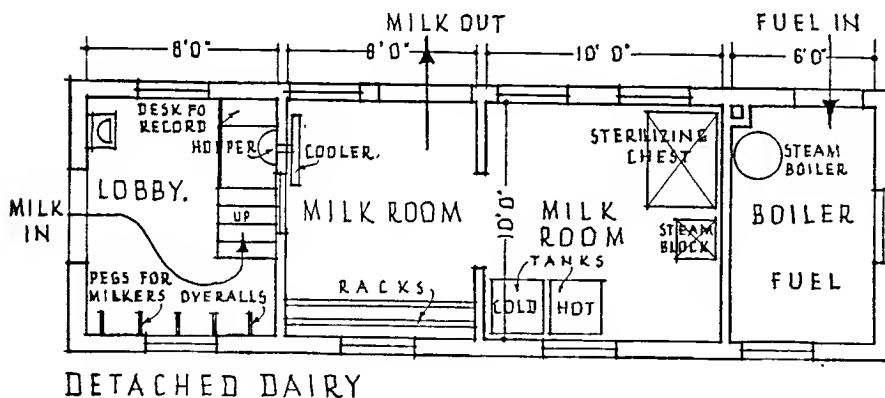 MILK OUT
FUEL IN
8'0"
8'0"
10' 0"
6'0"
DESK FO
RECORD
HOPPER
COOLER.
STERILIZING
CHEST
STEAM
BOILER
LOBBY.
MILK
IN
UP
MILK ROOM
10'0"
MILK
ROOM
STEAM
BLOCK
BOILER
FUEL
PEGS FOR
MILKERS OVERALLS
RACKS
TANKS
COLD
HOT
DETACHED DAIRY